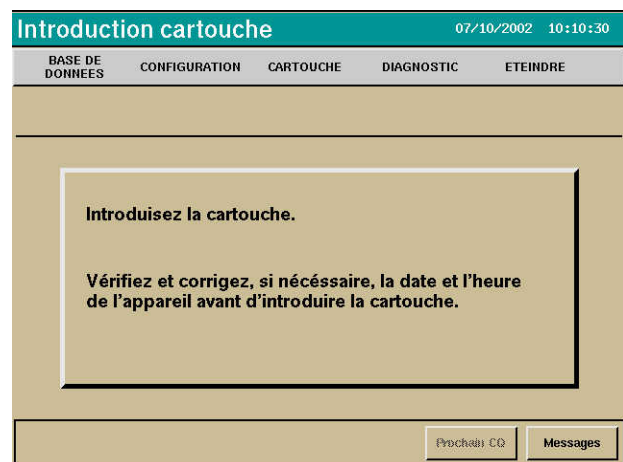 Introduction cartouche 07/10/2002 10:10:30
BASE DE DONNEES CONFIGURATION CARTOUCHE DIAGNOSTIC ETEINDRE
Introduisez la cartouche.
Vérifiez et corrigez, si nécéssaire, la date et l'heure
de l'appareil avant d'introduire la cartouche.
Prochain CQ Messages